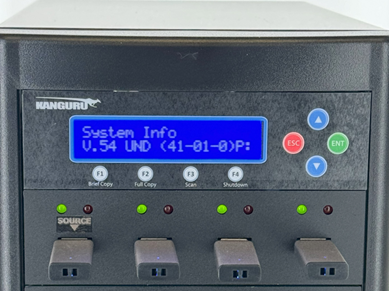 KANGURU
System Info
V.54 UND (41-01-0)P:
ESC
ENT
F1
F2
F3
F4
Brief Copy
Full Copy
Scan
Shutdown
SOURCE